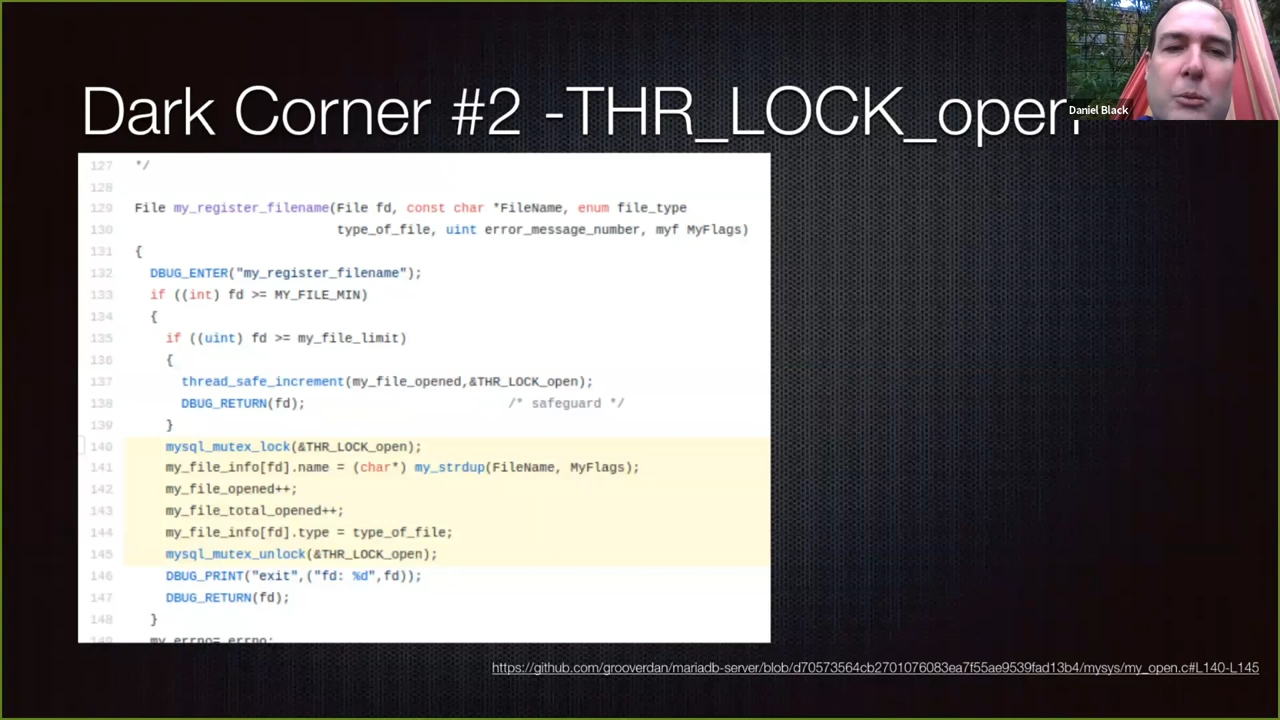 Dark Corner #2 -THR_LOCK_open
Daniel Black
127 */
128
129 File my_register_filename(File fd, const char *FileName, enum file_type
130 type_of_file, uint error_message_number, myf MyFlags)
131 {
132 DBUG_ENTER("my_register_filename");
133 if ((int) fd >= MY_FILE_MIN)
134 {
135 if ((uint) fd >= my_file_limit)
136 {
137 thread_safe_increment(my_file_opened,&THR_LOCK_open);
138 DBUG_RETURN(fd); /* safeguard */
139 }
140 mysql_mutex_lock(&THR_LOCK_open);
141 my_file_info[fd].name = (char*) my_strdup(FileName, MyFlags);
142 my_file_opened++;
143 my_file_total_opened++;
144 my_file_info[fd].type = type_of_file;
145 mysql_mutex_unlock(&THR_LOCK_open);
146 DBUG_PRINT("exit",("fd: %d",fd));
147 DBUG_RETURN(fd);
148 }
149 my_errno= errno;
https://github.com/grooverdan/mariadb-server/blob/d70573564cb2701076083ea7f55ae9539fad13b4/mysys/my_open.c#L140-L145